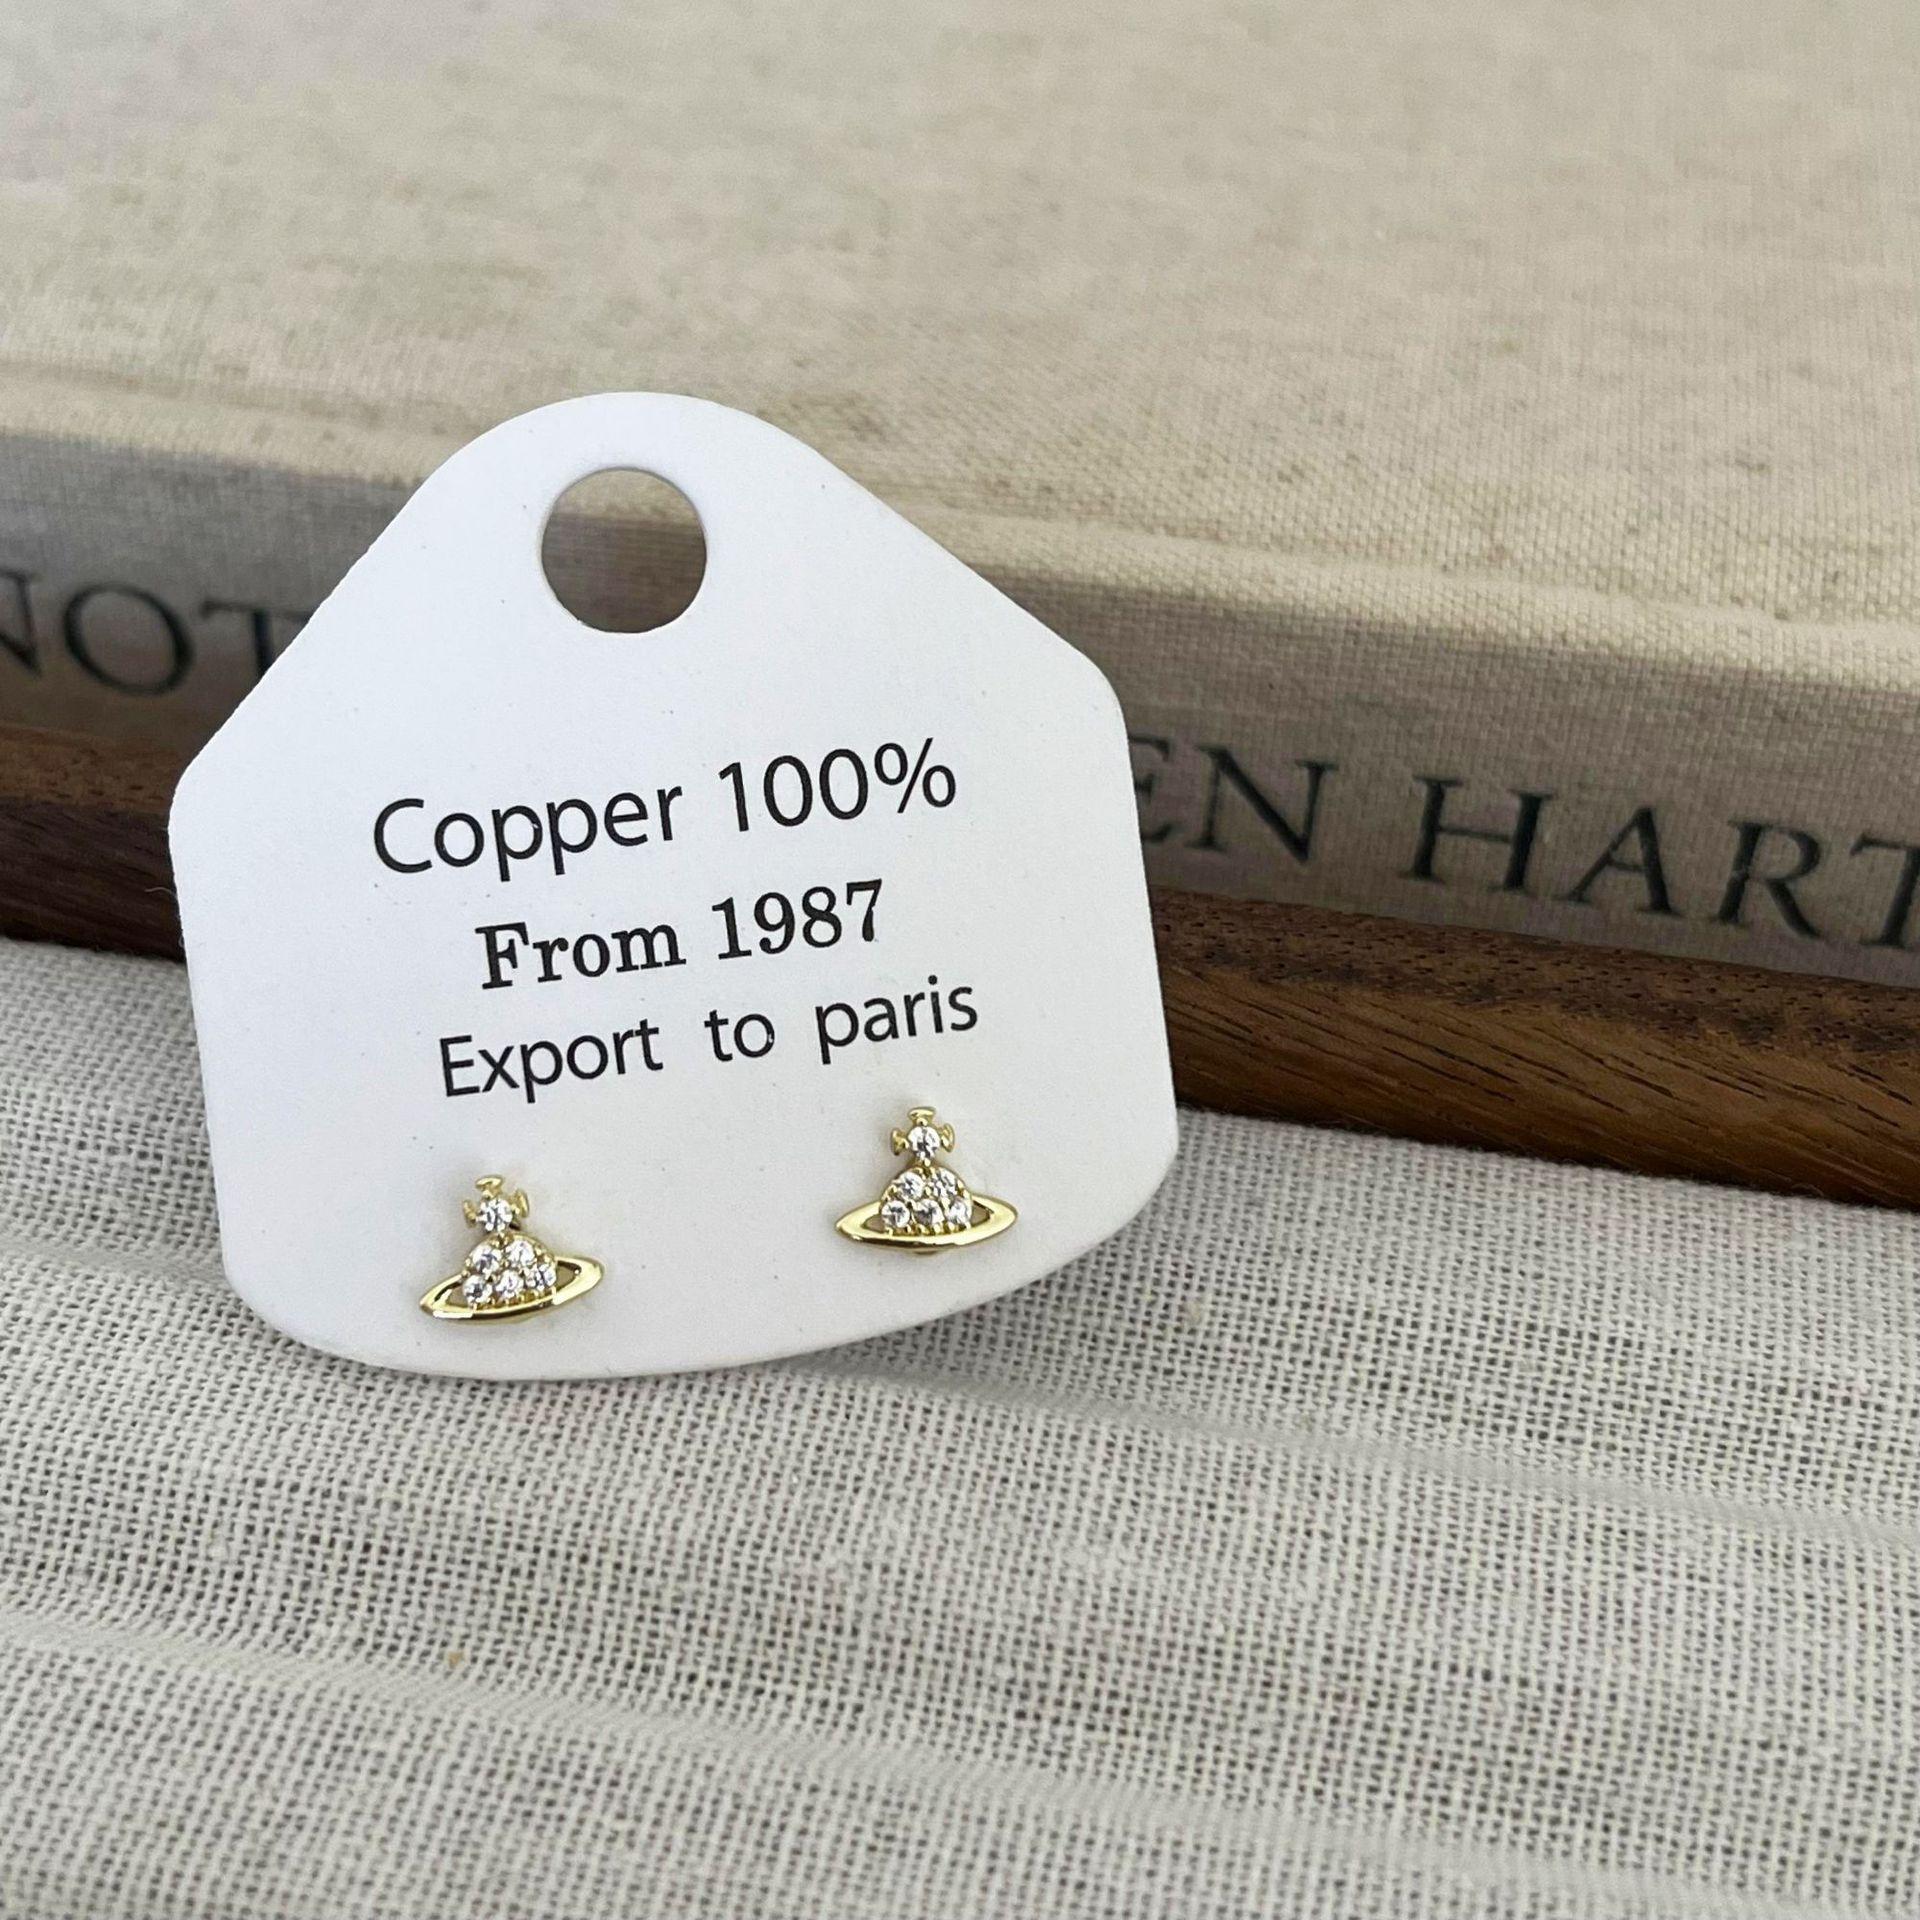 Copper 100%
From 1987
Export to paris
NOT
EN HART